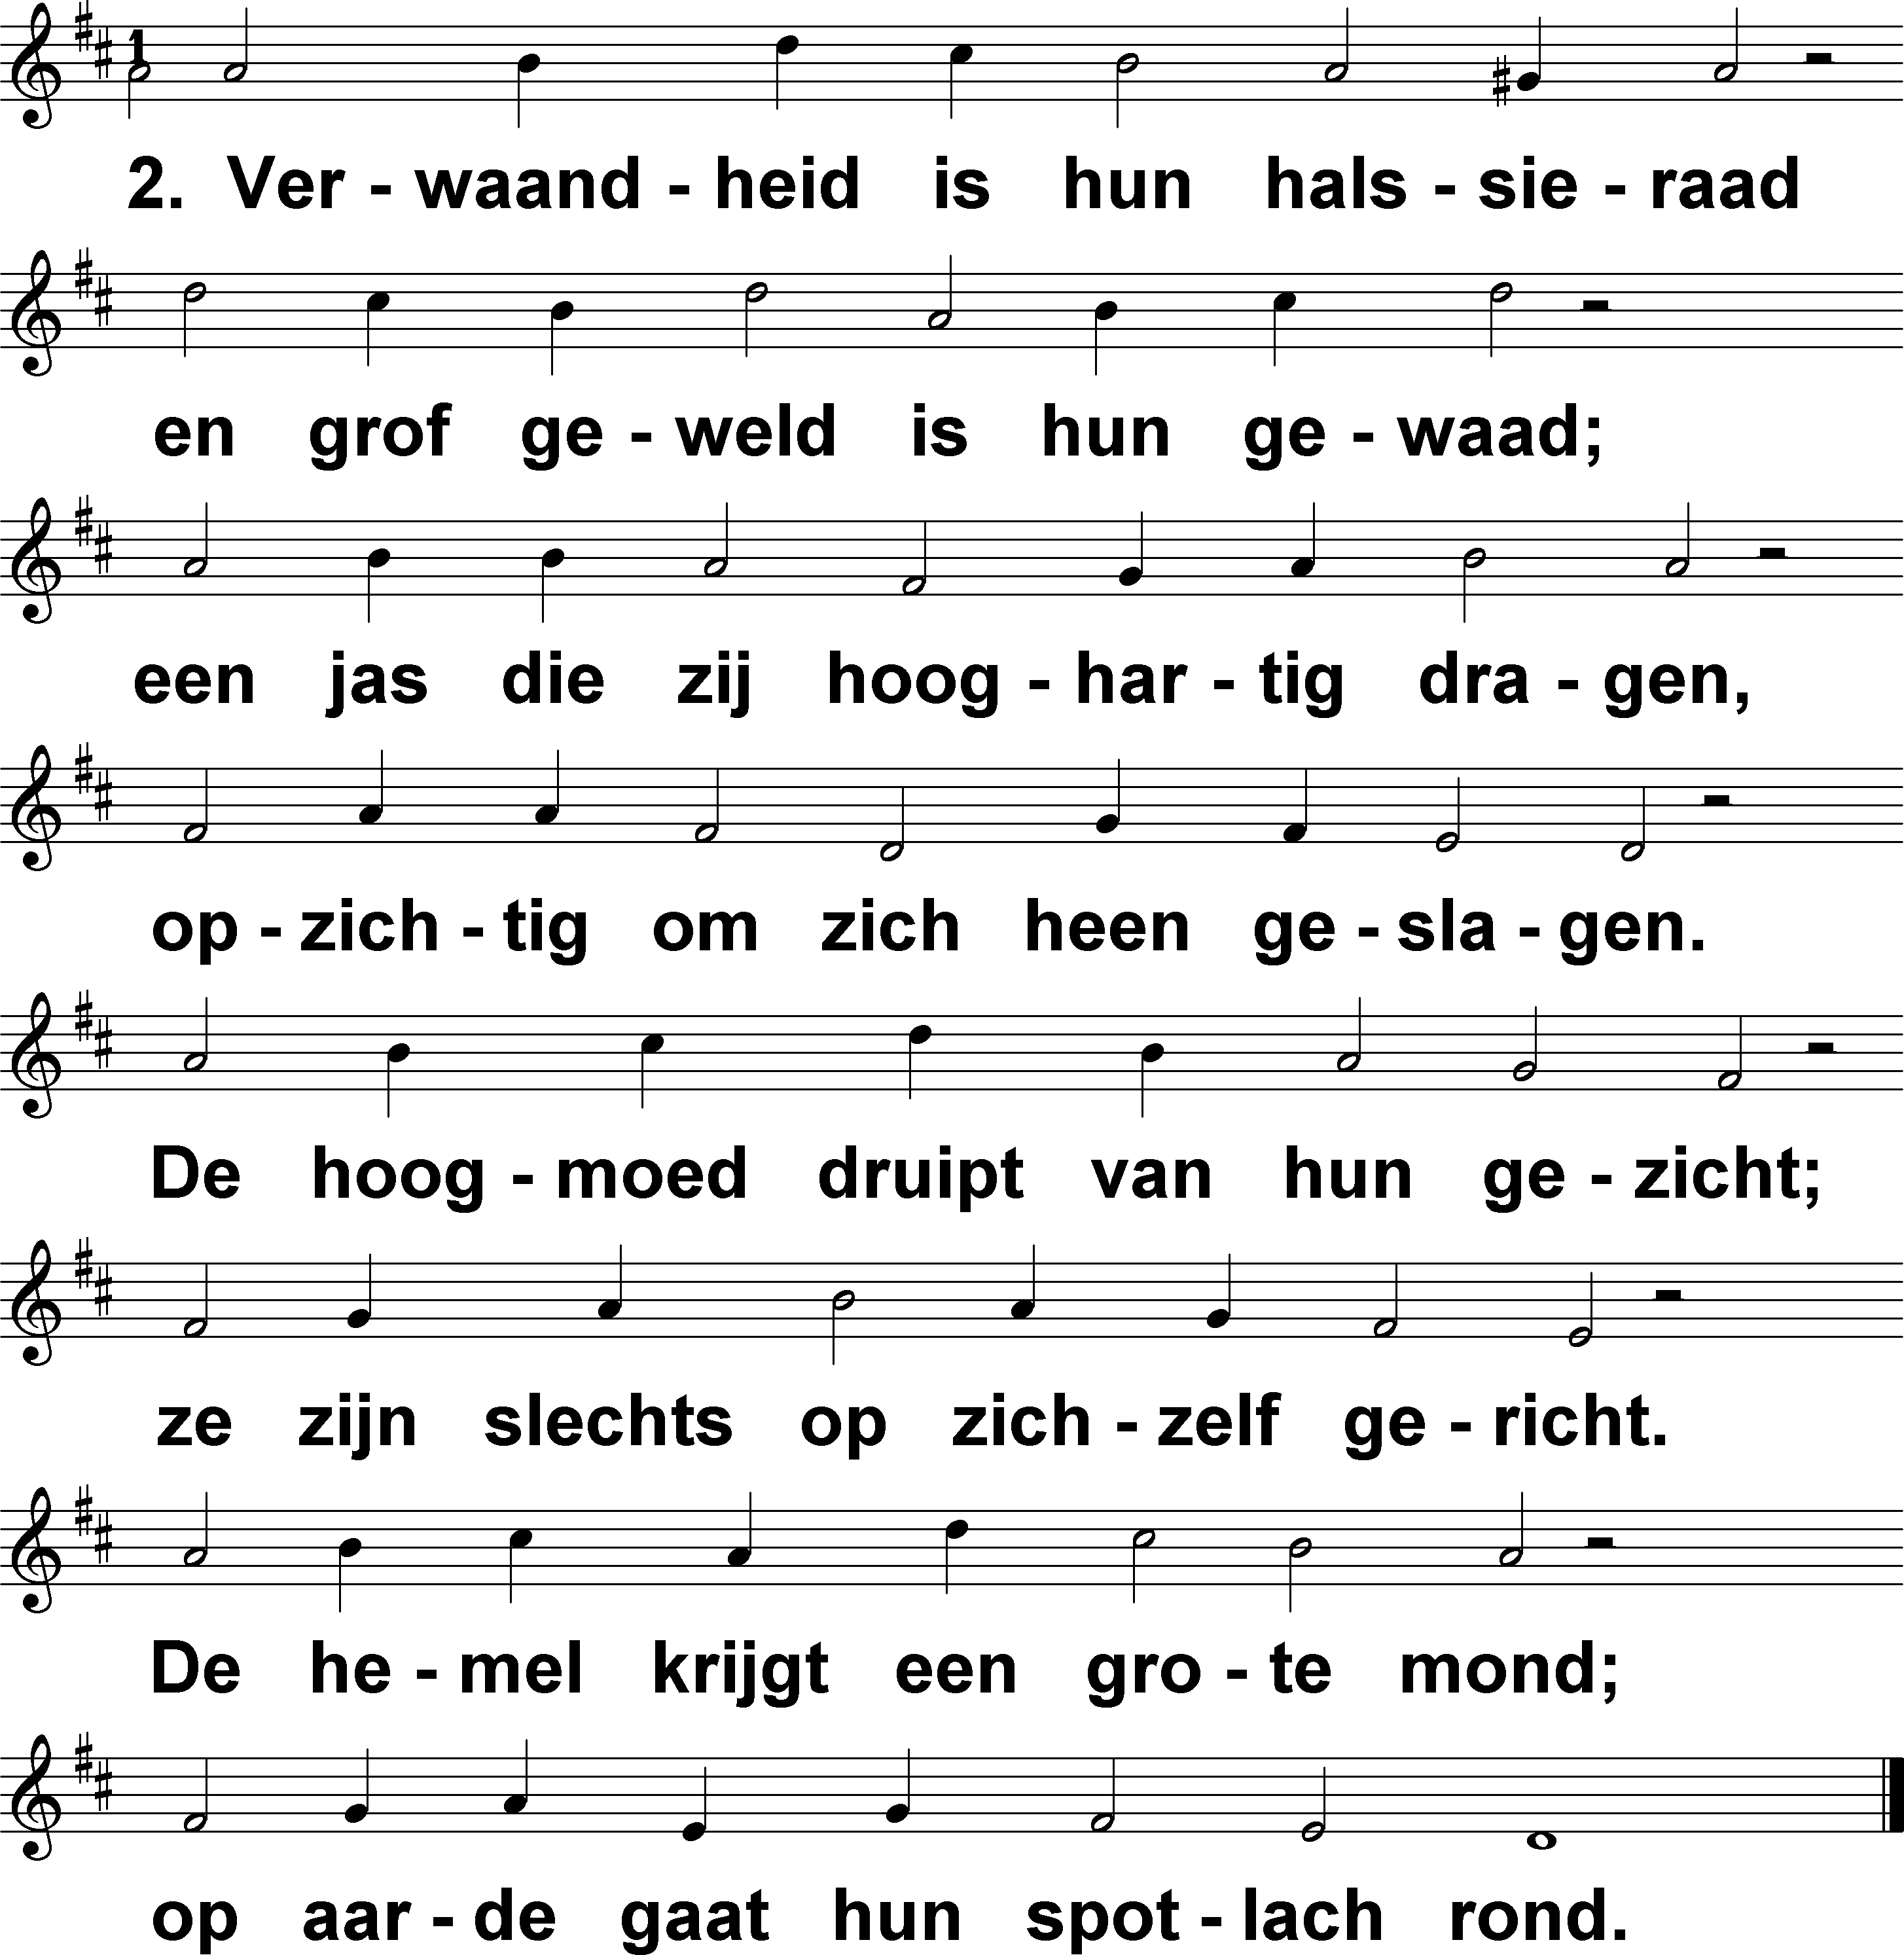 1
2. Ver - waand - heid is hun hals - sie - raad
en grof ge - weld is hun ge - waad;
een jas die zij hoog - har - tig dra - gen,
op - zich - tig om zich heen ge - sla - gen.
De hoog - moed druipt van hun ge - zicht;
ze zijn slechts op zich - zelf ge - richt.
De he - mel krijgt een gro - te mond;
op aar - de gaat hun spot - lach rond.